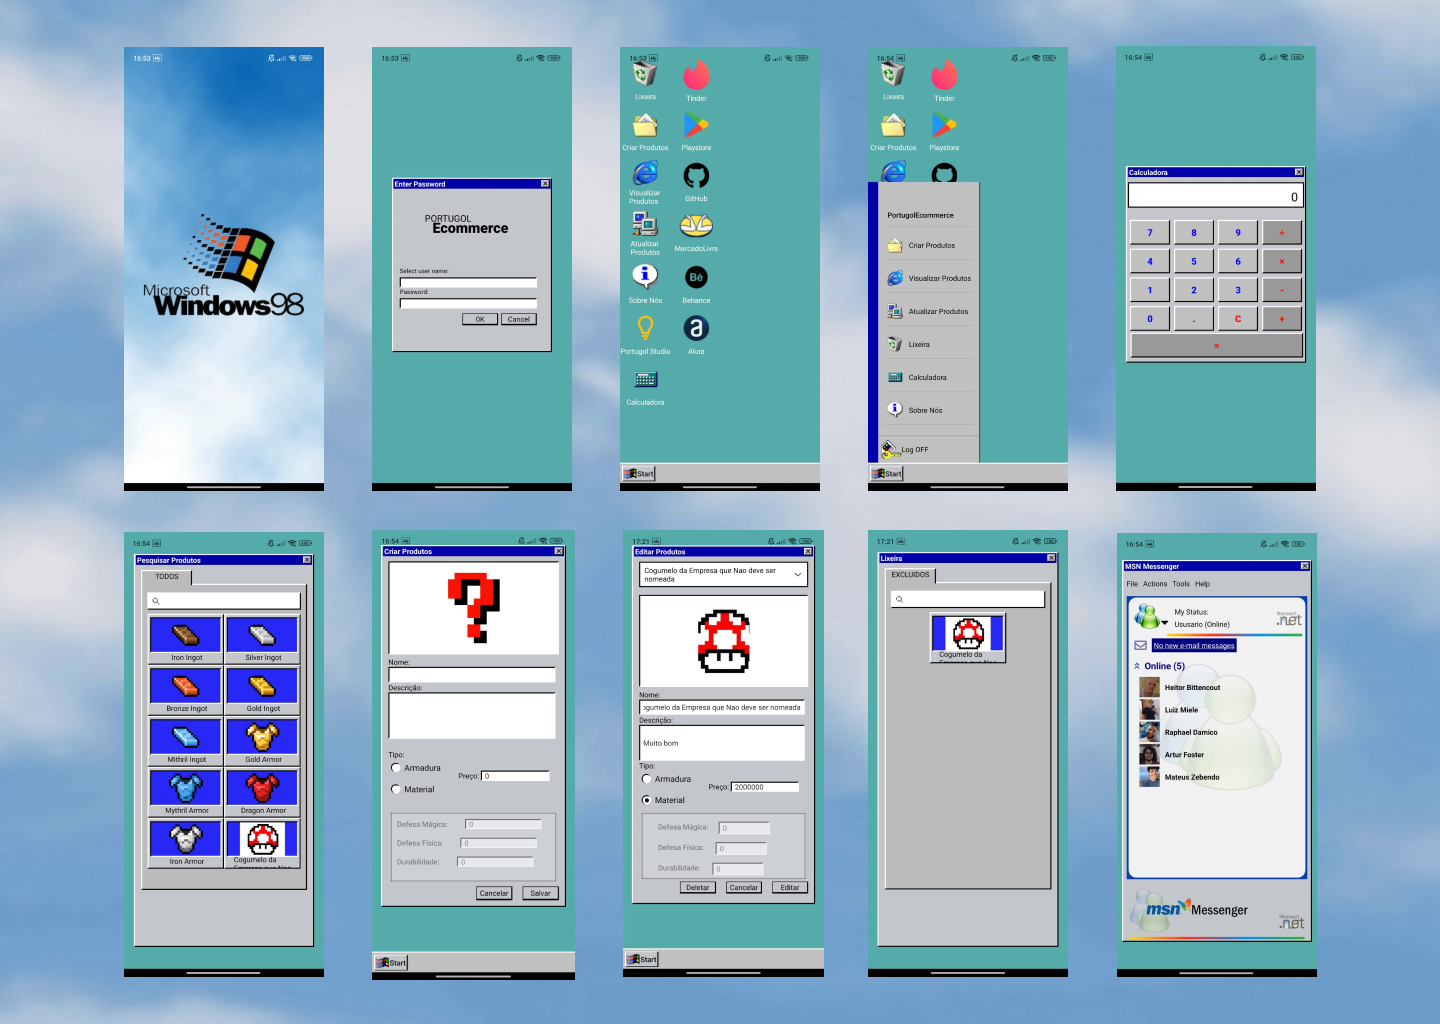 16:53
Microsoft
Windows98
16:53
Enter Password
PORTUGOL
Ecommerce
Select user name:
Password:
OK
Cancel
16:53
Lixeira
Tinder
Criar Produtos
Playstore
Visualizar
Produtos
GitHub
Atualizar
Produtos
MercadoLivre
Sobre Nós
Bē
Behance
Portugol Studio
a
Alura
Calculadora
Start
16:54
Lixeira
Tinder
Criar Produtos
Playstore
PortugolEcommerce
Criar Produtos
Visualizar Produtos
Atualizar Produtos
Lixeira
Calculadora
Sobre Nós
Log OFF
Start
16:54
Calculadora
0
7 8 9 ÷
4 5 6 ×
1 2 3 -
0 . C +
=
16:54
Pesquisar Produtos
TODOS
Iron Ingot
Silver Ingot
Bronze Ingot
Gold Ingot
Mithril Ingot
Gold Armor
Mythril Armor
Dragon Armor
Iron Armor
Cogumelo da
Empresa que Nao
16:54
Criar Produtos
Nome:
Descrição:
Tipo:
Armadura
Preço: 0
Material
Defesa Mágica: 0
Defesa Física: 0
Durabilidade: 0
Cancelar
Salvar
Start
17:21
Editar Produtos
Cogumelo da Empresa que Nao deve ser
nomeada
Nome:
ogumelo da Empresa que Nao deve ser nomeada
Descrição:
Muito bom
Tipo:
Armadura
Preço: 2000000
Material
Defesa Mágica: 0
Defesa Física: 0
Durabilidade: 0
Deletar
Cancelar
Editar
Start
17:21
Lixeira
EXCLUIDOS
Cogumelo da
Empresa que Nao
16:54
MSN Messenger
File Actions Tools Help
My Status:
Ususario (Online)
Microsoft
.net
No new e-mail messages
Online (5)
Heitor Bittencout
Luiz Miele
Raphael Damico
Artur Foster
Mateus Zebendo
msn Messenger
Microsoft
.net